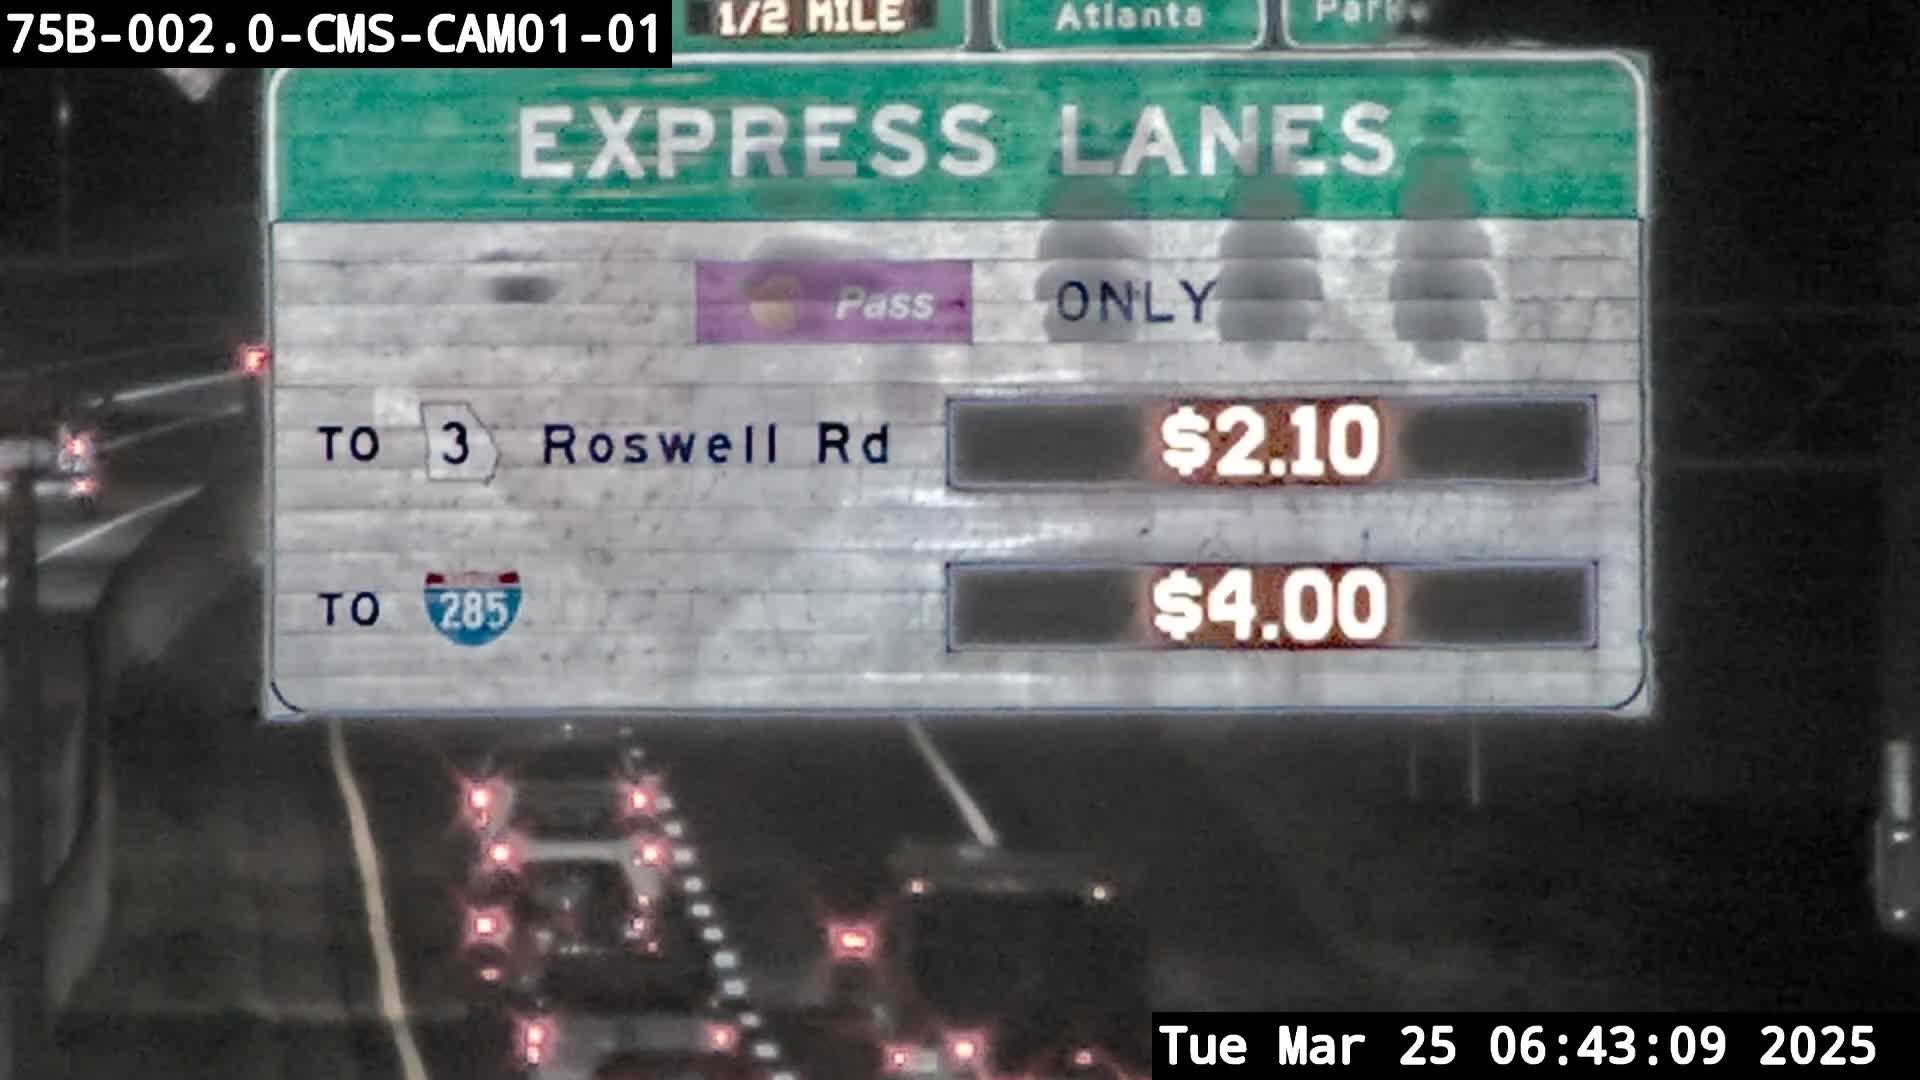 75B-002.0-CMS-CAM01-01
1/2 MILE
Atlanta
EXPRESS LANES
Pass ONLY
TO 3 Roswell Rd $2.10
TO 285 $4.00
Tue Mar 25 06:43:09 2025